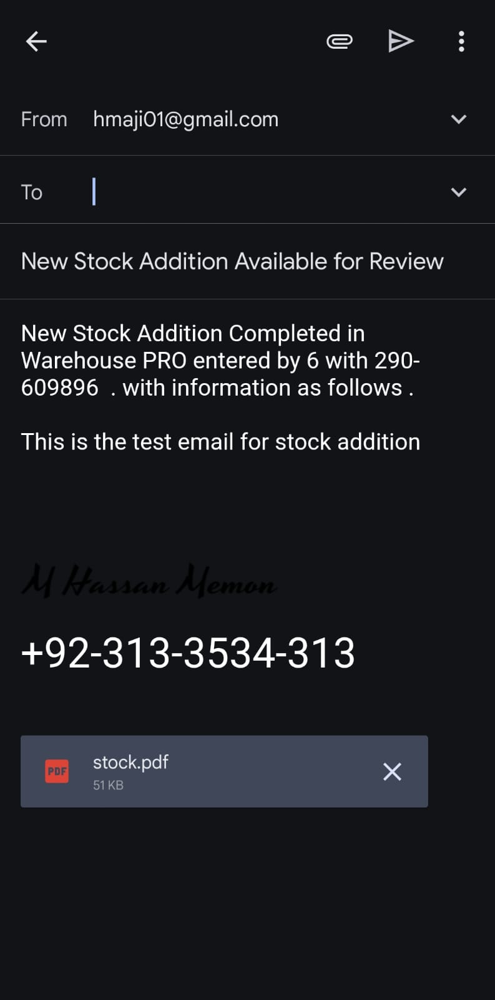 From hmaji01@gmail.com
To
New Stock Addition Available for Review
New Stock Addition Completed in
Warehouse PRO entered by 6 with 290-
609896  . with information as follows .
This is the test email for stock addition
M Hassan Memon
+92-313-3534-313
PDF stock.pdf
51 KB